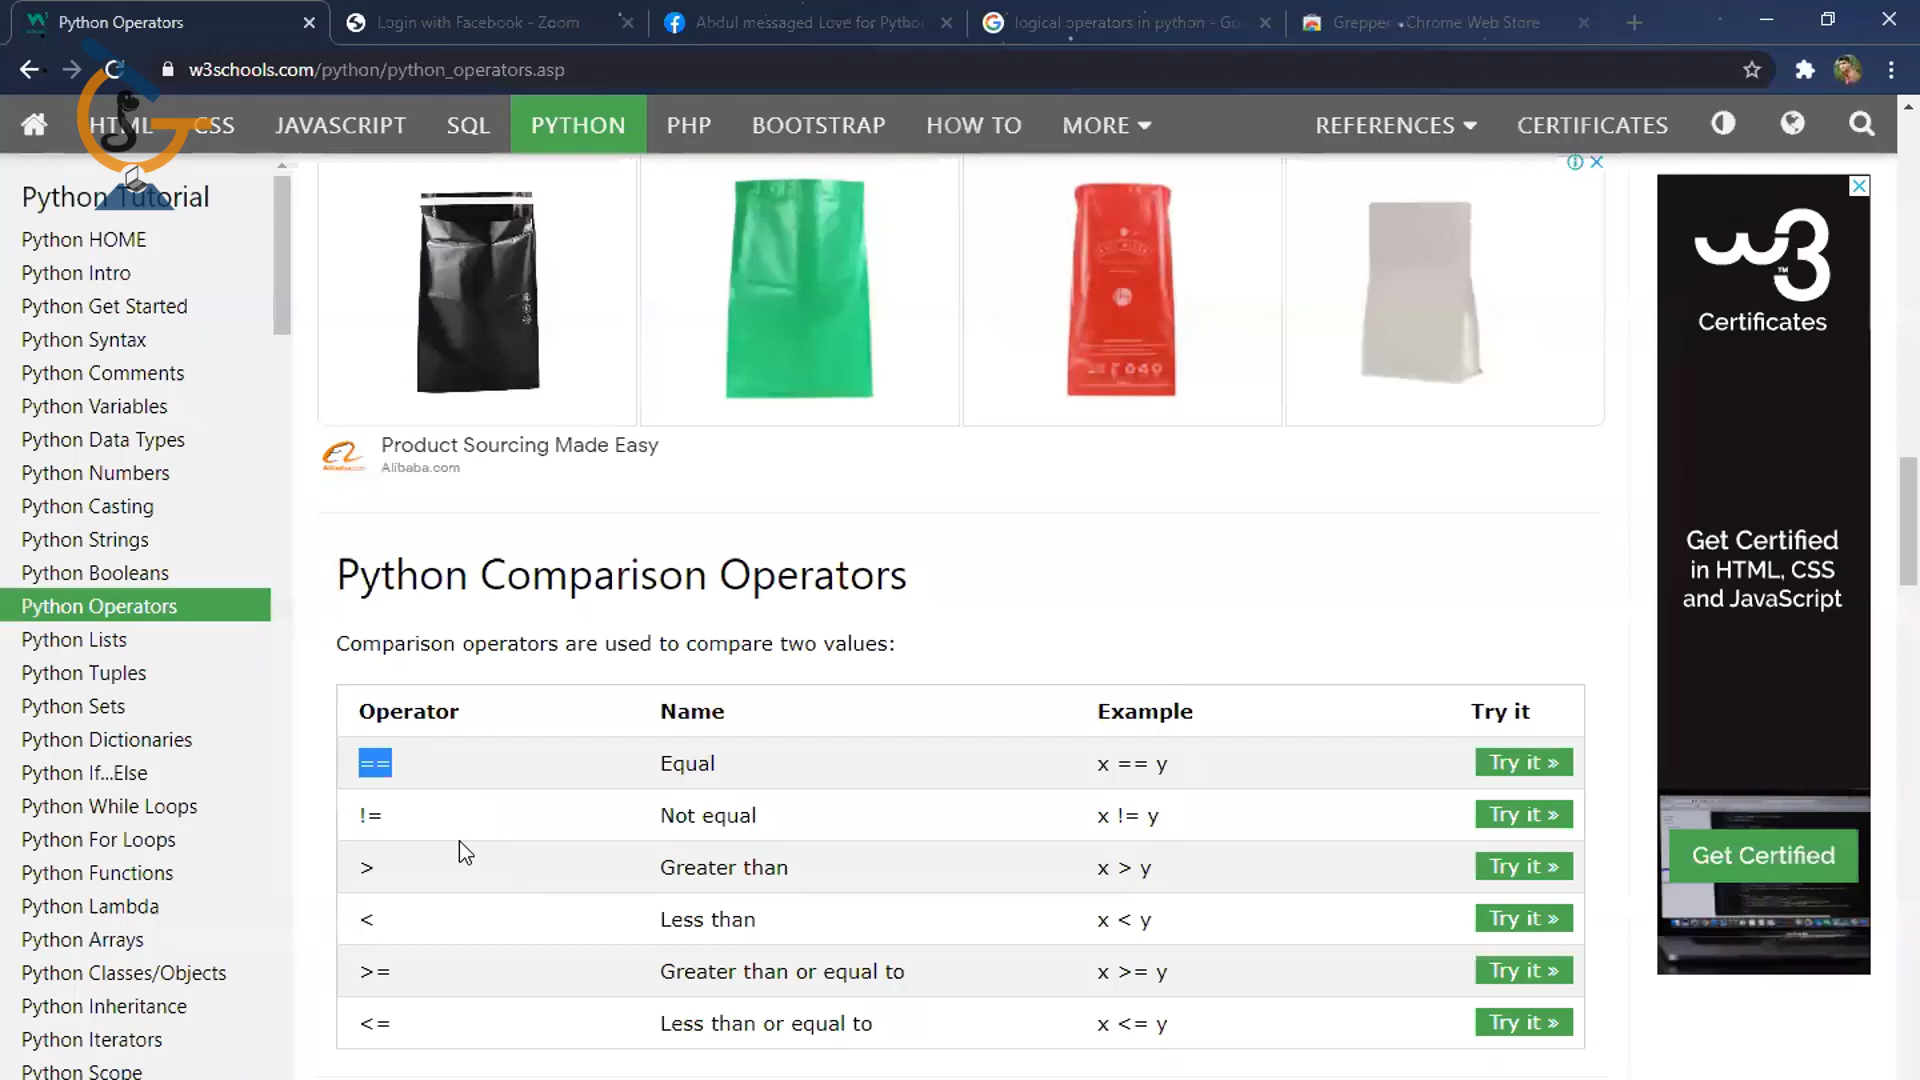 Python Operators
Login with Facebook - Zoom
Abdul messaged Love for Pytho
logical operators in python - Go
Grepper - Chrome Web Store
w3schools.com/python/python_operators.asp
HTML CSS JAVASCRIPT SQL PYTHON PHP BOOTSTRAP HOW TO MORE REFERENCES CERTIFICATES
Python Tutorial
Python HOME
Python Intro
Python Get Started
Python Syntax
Python Comments
Python Variables
Python Data Types
Python Numbers
Python Casting
Python Strings
Python Booleans
Python Operators
Python Lists
Python Tuples
Python Sets
Python Dictionaries
Python If...Else
Python While Loops
Python For Loops
Python Functions
Python Lambda
Python Arrays
Python Classes/Objects
Python Inheritance
Python Iterators
Python Scope
Product Sourcing Made Easy
Alibaba.com
Python Comparison Operators
Comparison operators are used to compare two values:
Operator Name Example Try it
== Equal x == y Try it »
!= Not equal x != y Try it »
> Greater than x > y Try it »
< Less than x < y Try it »
>= Greater than or equal to x >= y Try it »
<= Less than or equal to x <= y Try it »
w3
TM
Certificates
Get Certified
in HTML, CSS
and JavaScript
Get Certified